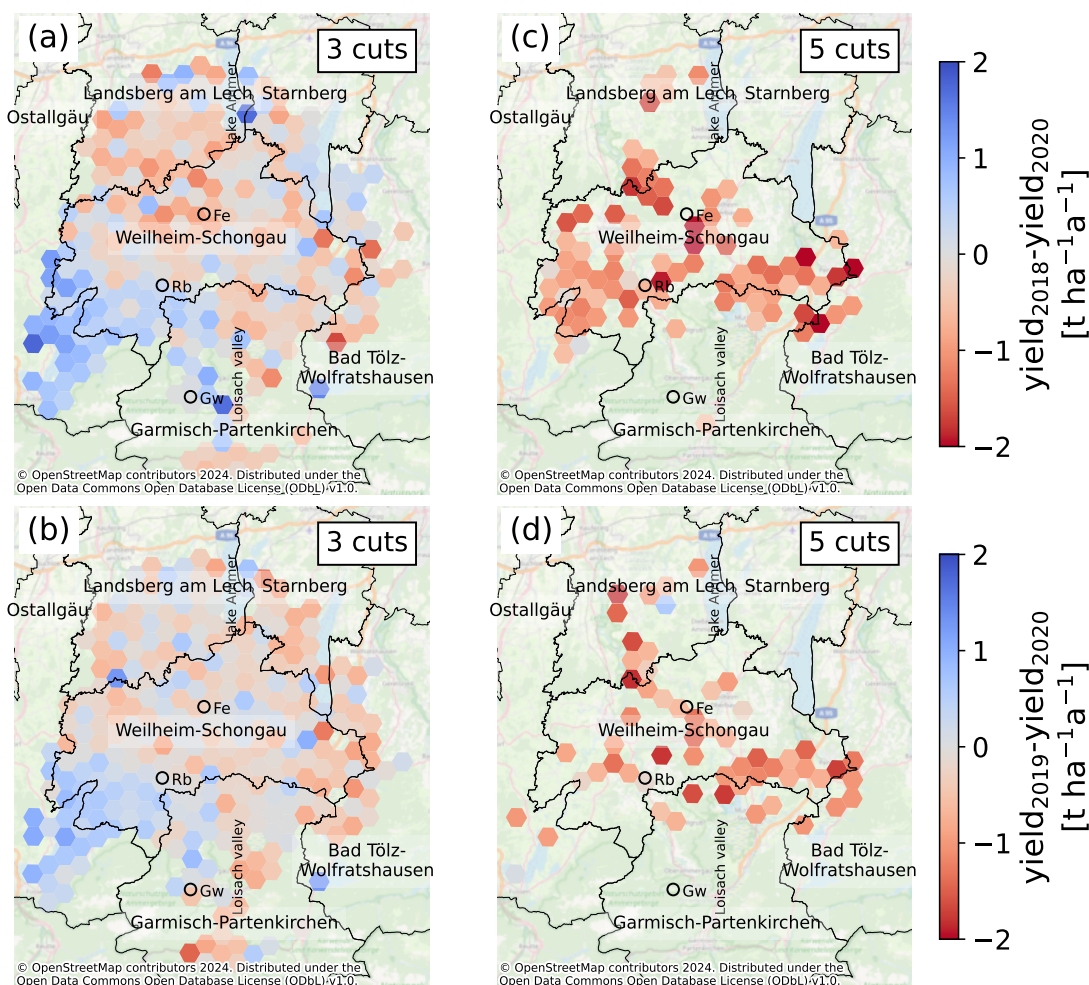 (a)
3 cuts
Landsberg am Lech
Starnberg
Ostallgäu
Lake Ammer
Fe
Weilheim-Schongau
Rb
Loisach valley
Bad Tölz-
Wolfratshausen
Gw
Garmisch-Partenkirchen
© OpenStreetMap contributors 2024. Distributed under the
Open Data Commons Open Database License (ODbL) v1.0.
(c)
5 cuts
Landsberg am Lech
Starnberg
Ostallgäu
Lake Ammer
Fe
Weilheim-Schongau
Rb
Loisach valley
Bad Tölz-
Wolfratshausen
Gw
Garmisch-Partenkirchen
© OpenStreetMap contributors 2024. Distributed under the
Open Data Commons Open Database License (ODbL) v1.0.
2
1
0
−1
−2
yield2018-yield2020
[t ha−1a−1]
(b)
3 cuts
Landsberg am Lech
Starnberg
Ostallgäu
Lake Ammer
Fe
Weilheim-Schongau
Rb
Loisach valley
Bad Tölz-
Wolfratshausen
Gw
Garmisch-Partenkirchen
© OpenStreetMap contributors 2024. Distributed under the
Open Data Commons Open Database License (ODbL) v1.0.
(d)
5 cuts
Landsberg am Lech
Starnberg
Ostallgäu
Lake Ammer
Fe
Weilheim-Schongau
Rb
Loisach valley
Bad Tölz-
Wolfratshausen
Gw
Garmisch-Partenkirchen
© OpenStreetMap contributors 2024. Distributed under the
Open Data Commons Open Database License (ODbL) v1.0.
2
1
0
−1
−2
yield2019-yield2020
[t ha−1a−1]